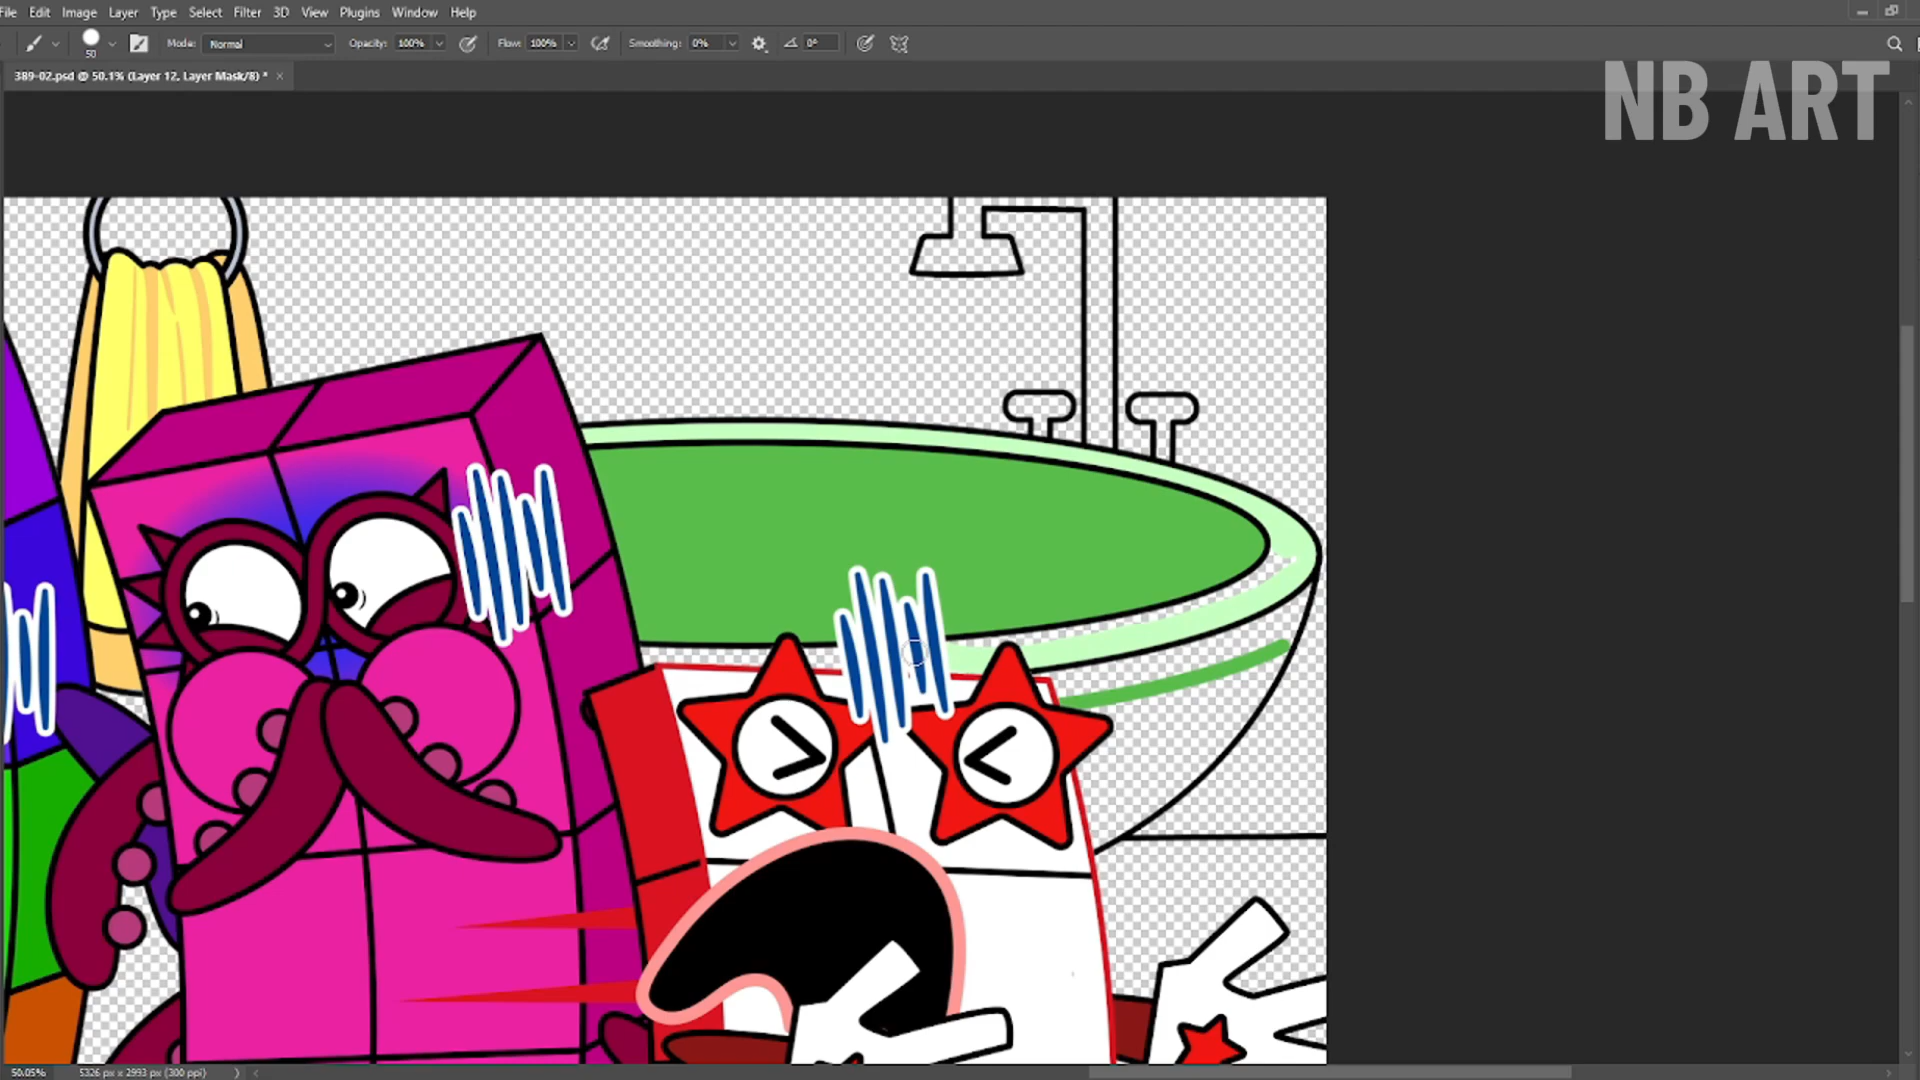 File Edit Image Layer Type Select Filter 3D View Plugins Window Help
50 Mode: Normal Opacity: 100% Flow: 100% Smoothing: 0% 0°
389-02.psd @ 50.1% (Layer 12, Layer Mask/8) * ×
NB ART
50.05% 5326 px x 2993 px (300 ppi)